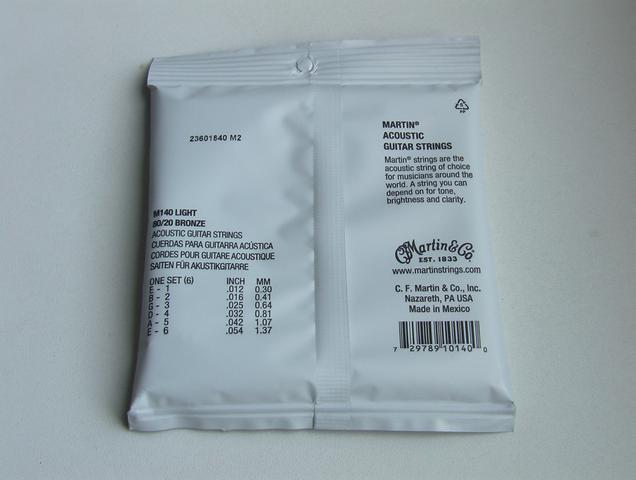 23601840 M2
M140 LIGHT
80/20 BRONZE
ACOUSTIC GUITAR STRINGS
CUERDAS PARA GUITARRA ACÚSTICA
CORDES POUR GUITARE ACOUSTIQUE
SAITEN FÜR AKUSTIKGITARRE
ONE SET (6) INCH MM
E - 1 .012 0.30
B - 2 .016 0.41
G - 3 .025 0.64
D - 4 .032 0.81
A - 5 .042 1.07
E - 6 .054 1.37
PP
MARTIN®
ACOUSTIC
GUITAR STRINGS
Martin® strings are the
acoustic string of choice
for musicians around the
world. A string you can
depend on for tone,
brightness and clarity.
CF Martin & Co.
EST. 1833
www.martinstrings.com
C. F. Martin & Co., Inc.
Nazareth, PA USA
Made in Mexico
7 29789 10140 0